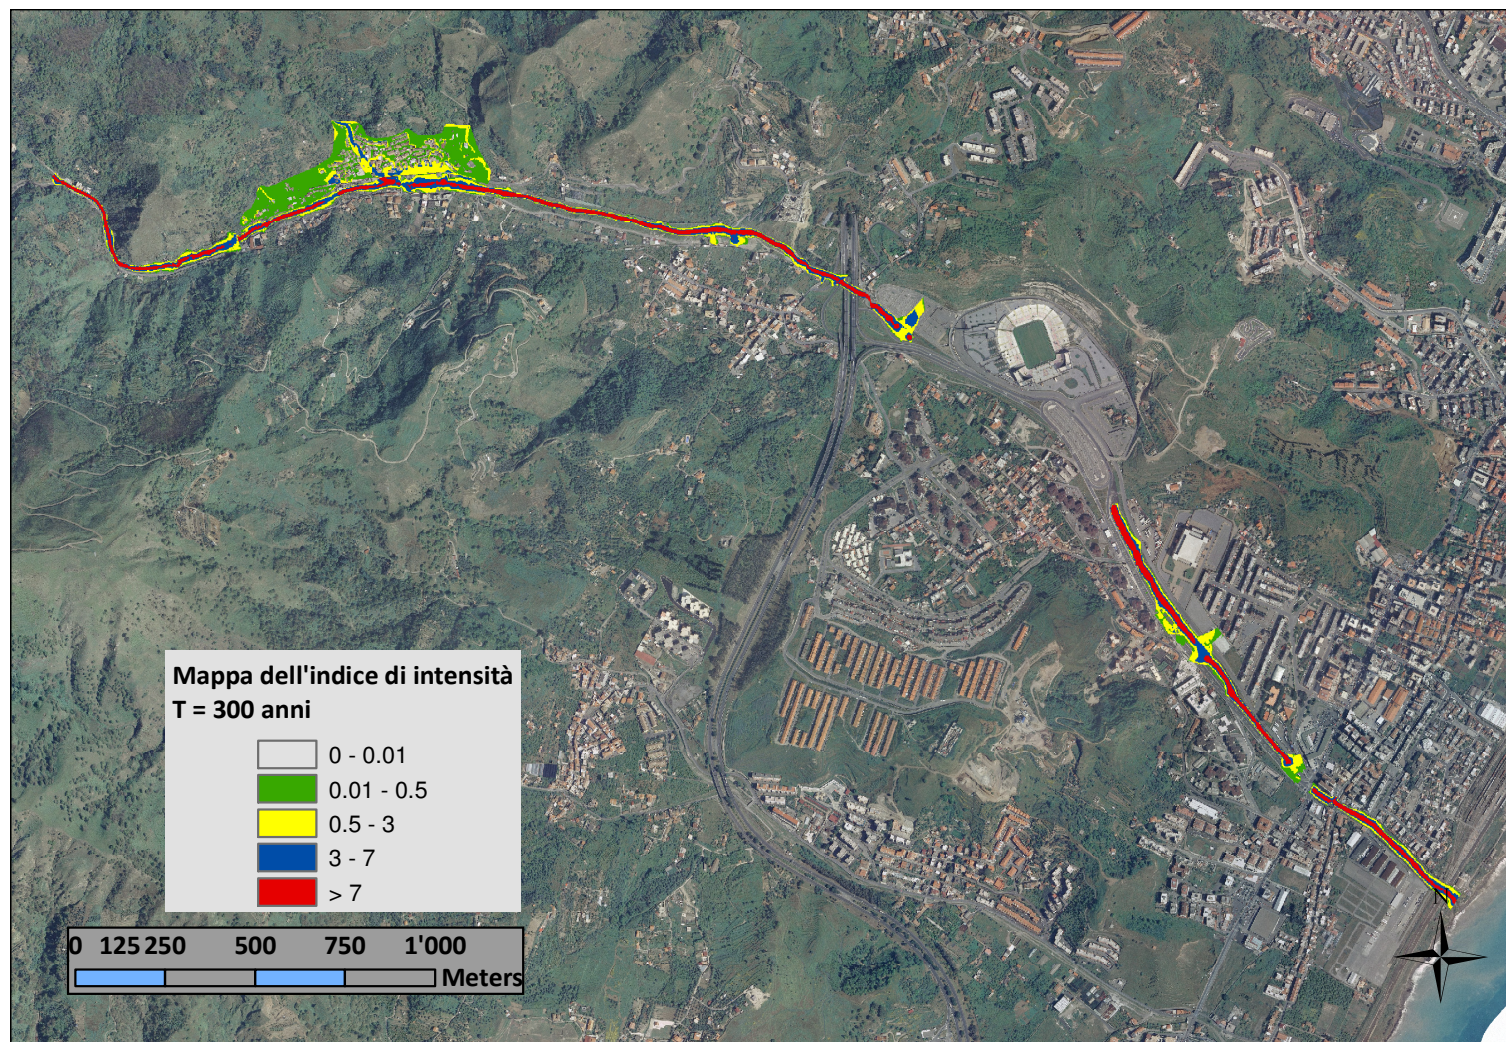 Mappa dell'indice di intensità
T = 300 anni
0 - 0.01
0.01 - 0.5
0.5 - 3
3 - 7
> 7
0 125 250 500 750 1'000
Meters
N